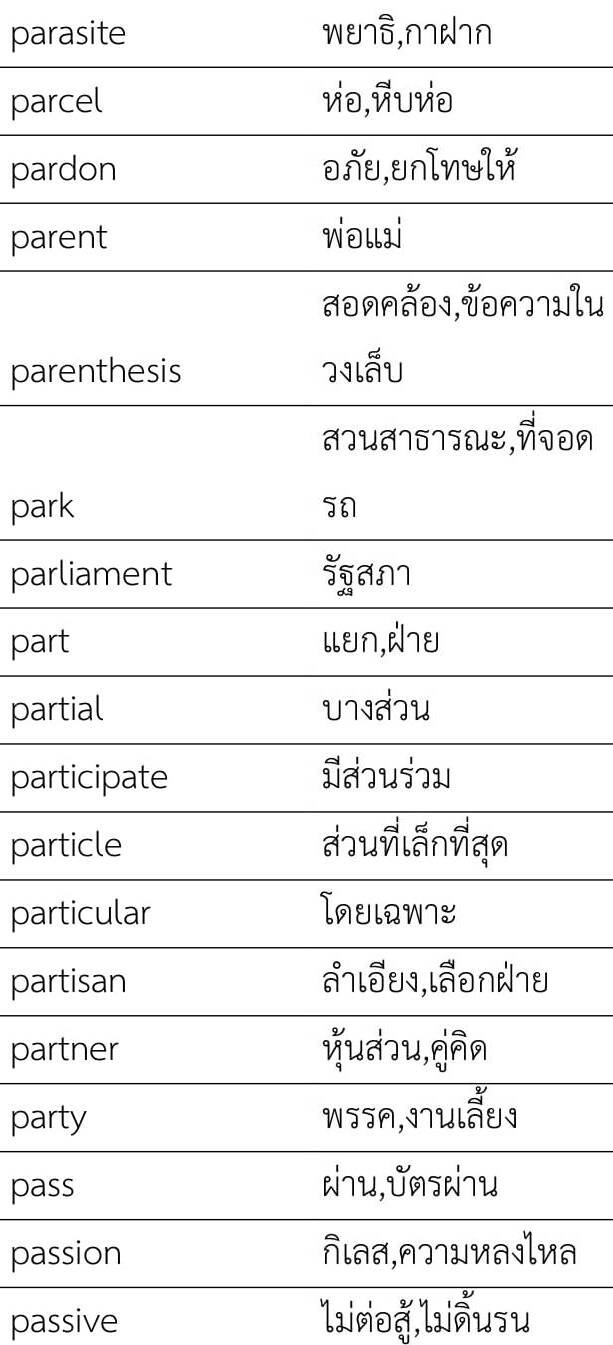 parasite พยาธิ,กาฝาก
parcel ห่อ,หีบห่อ
pardon อภัย,ยกโทษให้
parent พ่อแม่
สอดคล้อง,ข้อความใน
parenthesis วงเล็บ
สวนสาธารณะ,ที่จอด
park รถ
parliament รัฐสภา
part แยก,ฝ่าย
partial บางส่วน
participate มีส่วนร่วม
particle ส่วนที่เล็กที่สุด
particular โดยเฉพาะ
partisan ลำเอียง,เลือกฝ่าย
partner หุ้นส่วน,คู่คิด
party พรรค,งานเลี้ยง
pass ผ่าน,บัตรผ่าน
passion กิเลส,ความหลงไหล
passive ไม่ต่อสู้,ไม่ดิ้นรน